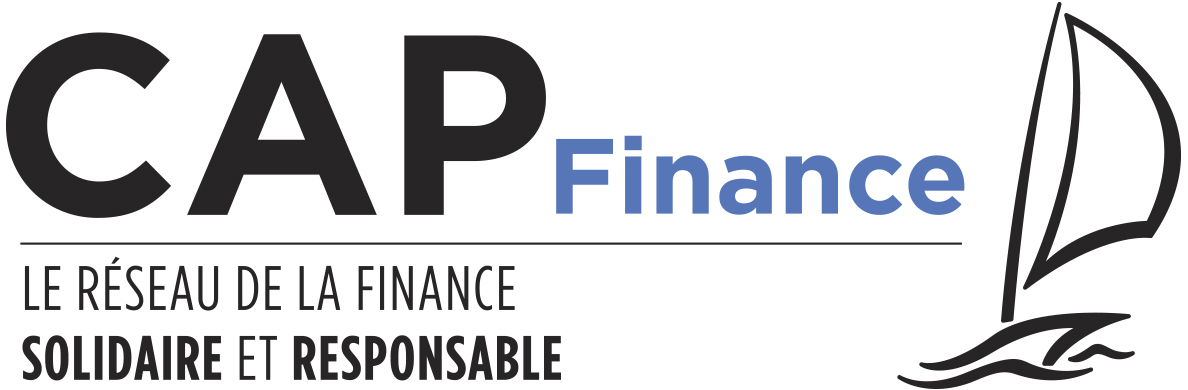 CAP Finance
LE RÉSEAU DE LA FINANCE
SOLIDAIRE ET RESPONSABLE